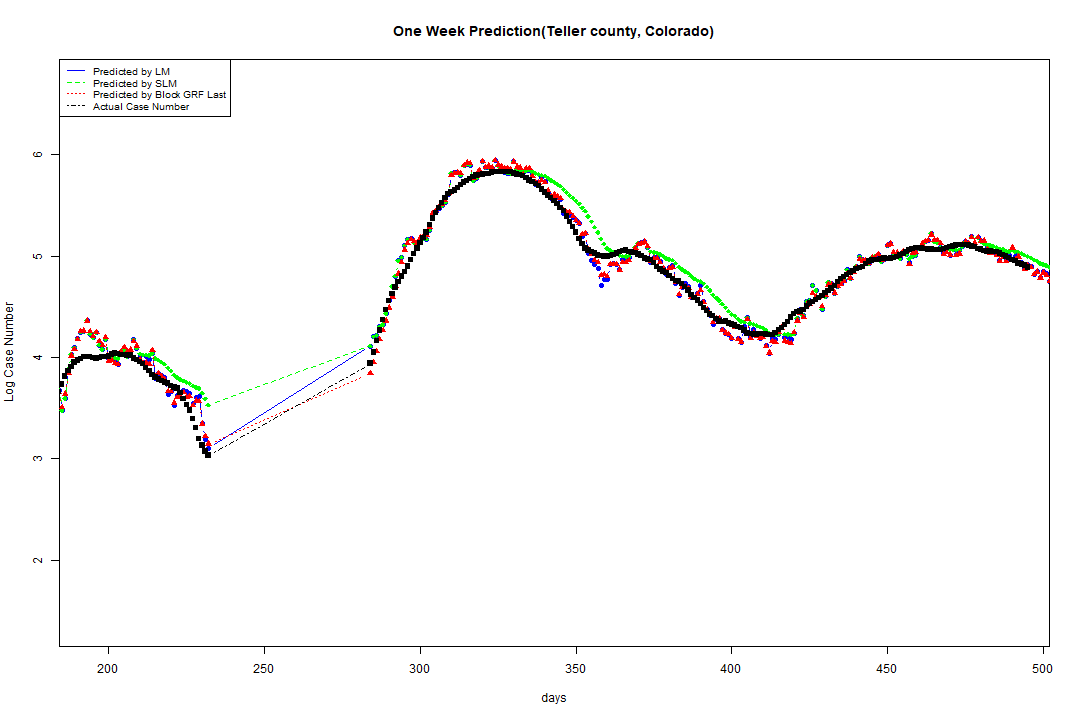 One Week Prediction(Teller county, Colorado)
Predicted by LM
Predicted by SLM
Predicted by Block GRF Last
Actual Case Number
6
5
4
3
2
Log Case Number
200 250 300 350 400 450 500
days